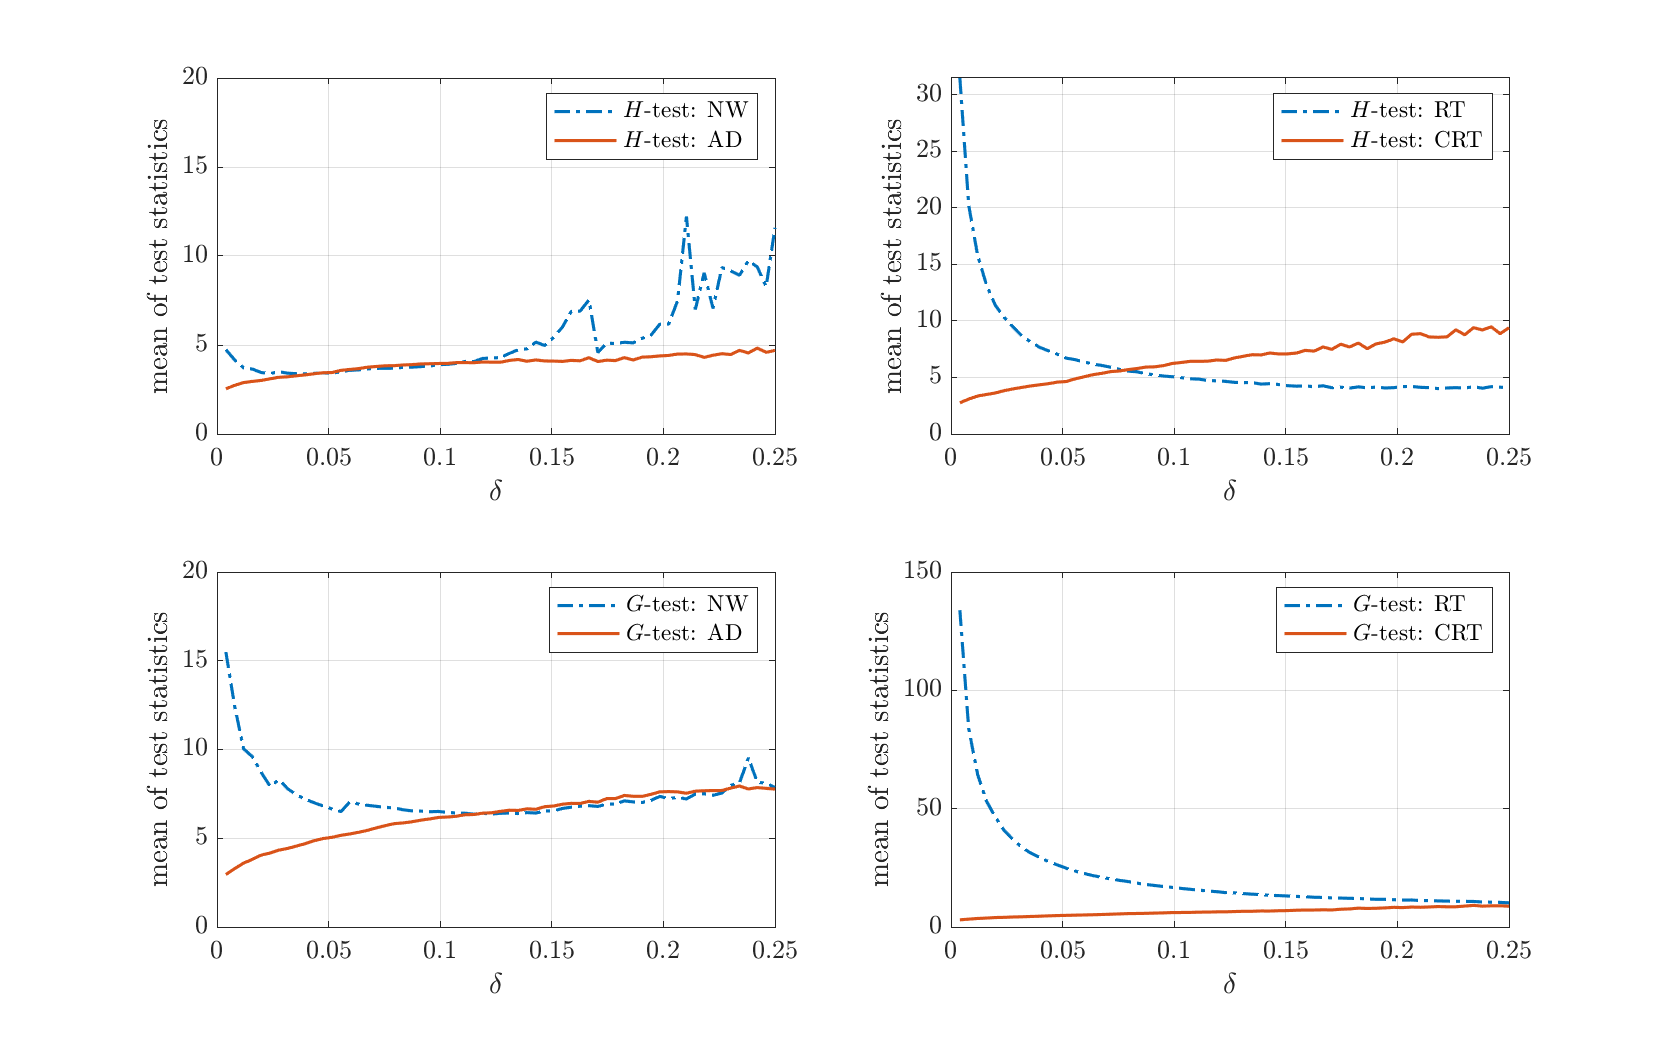 20
15
10
5
0
0 0.05 0.1 0.15 0.2 0.25
δ
mean of test statistics
H-test: NW
H-test: AD
30
25
20
15
10
5
0
0 0.05 0.1 0.15 0.2 0.25
δ
mean of test statistics
H-test: RT
H-test: CRT
20
15
10
5
0
0 0.05 0.1 0.15 0.2 0.25
δ
mean of test statistics
G-test: NW
G-test: AD
150
100
50
0
0 0.05 0.1 0.15 0.2 0.25
δ
mean of test statistics
G-test: RT
G-test: CRT